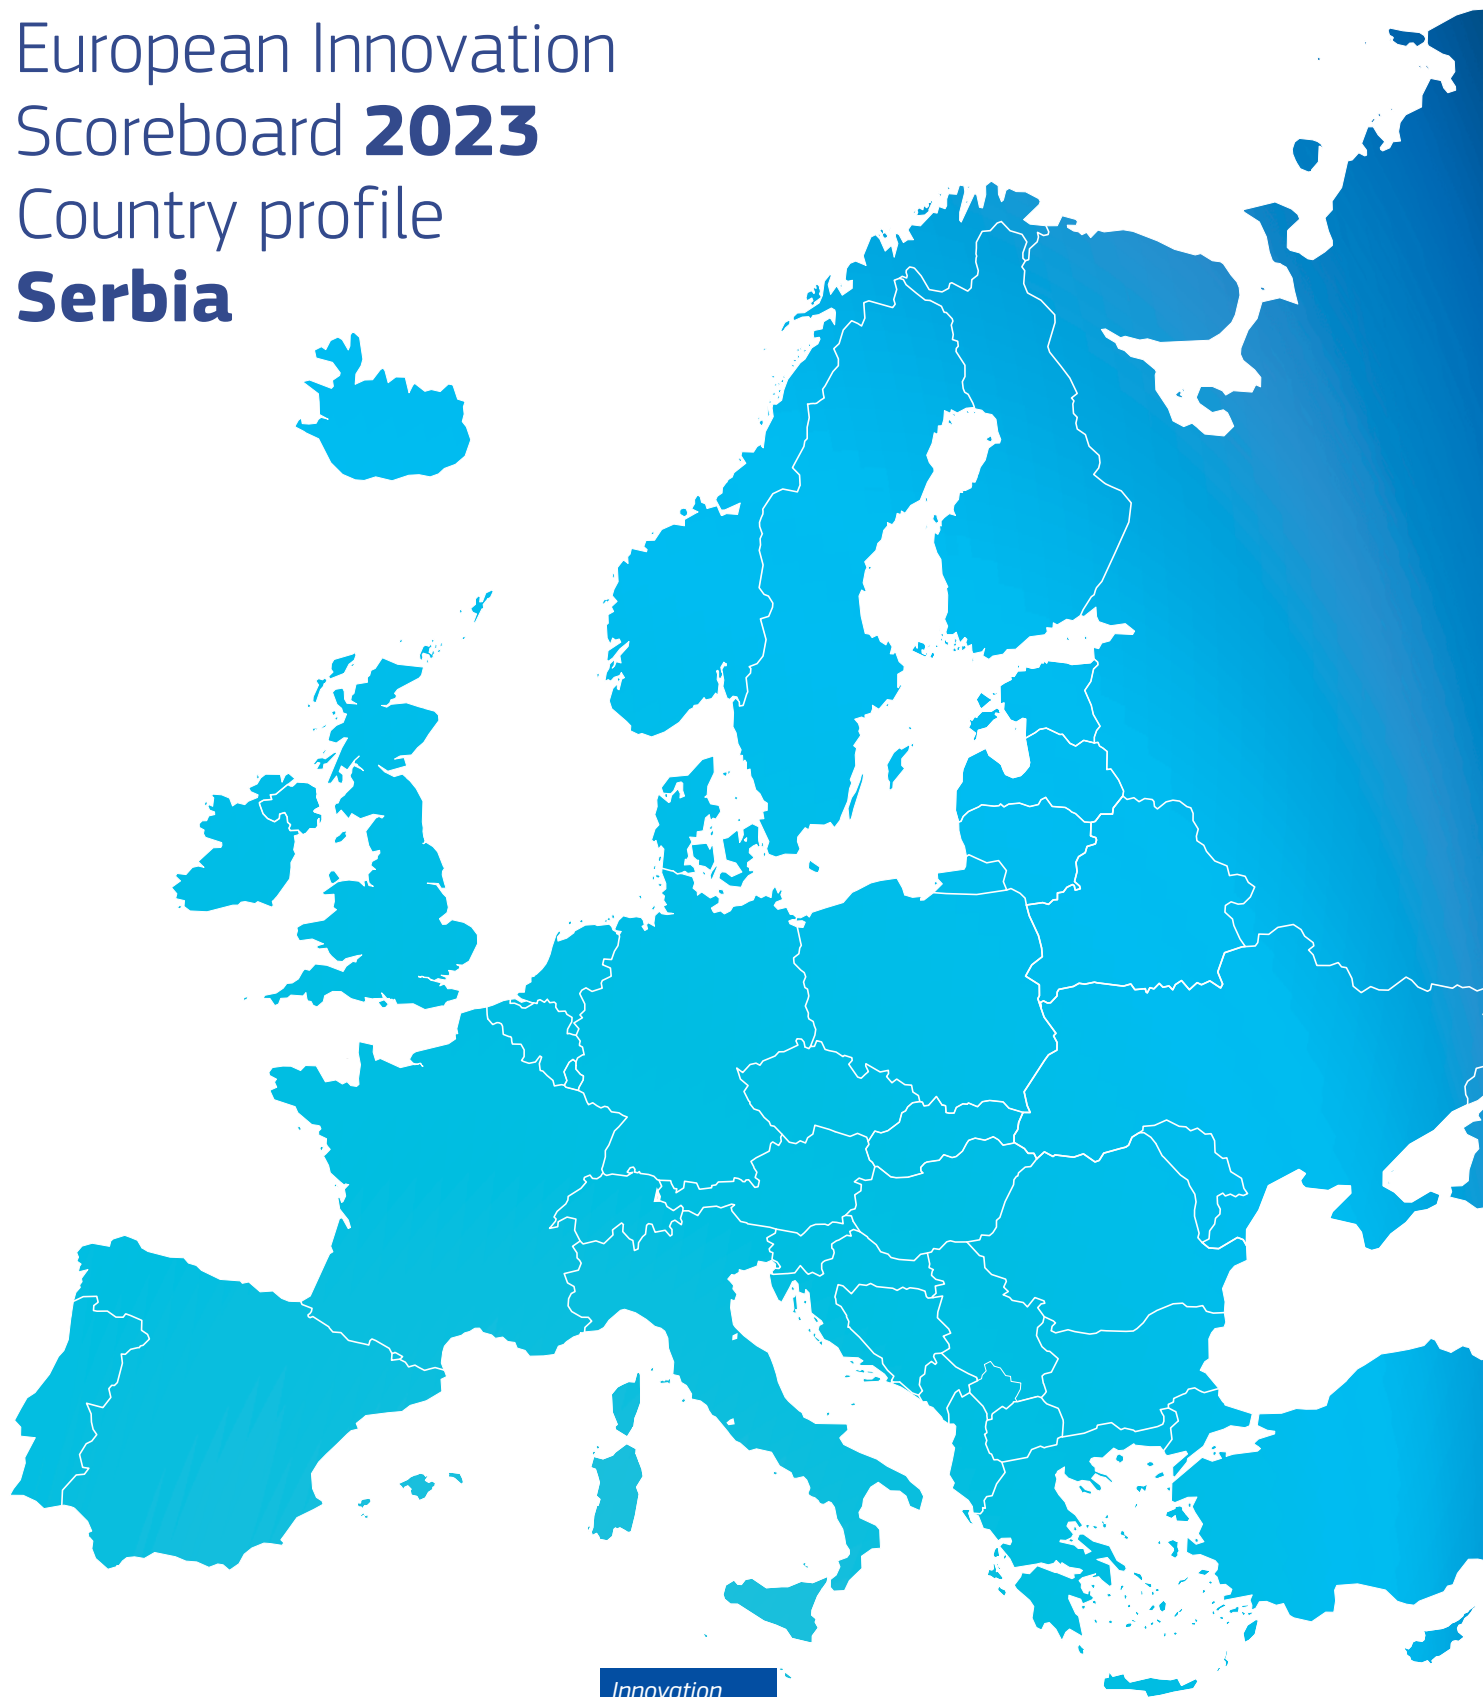 European Innovation
Scoreboard 2023
Country profile
Serbia
Innovation